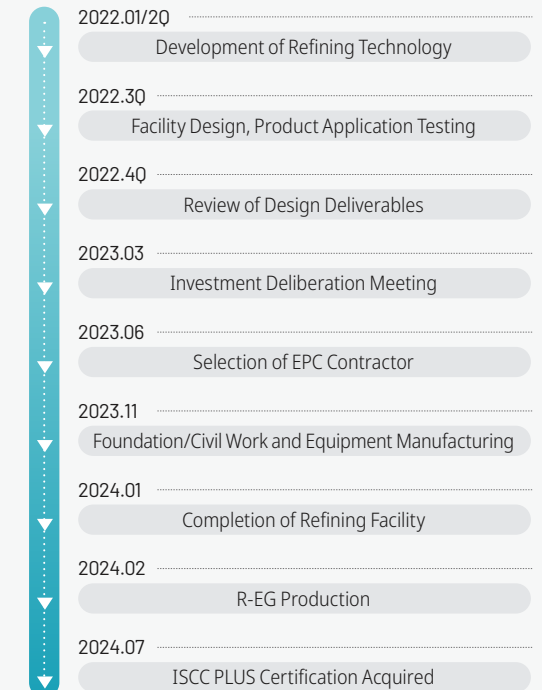 2022.01/2Q
Development of Refining Technology
2022.3Q
Facility Design, Product Application Testing
2022.4Q
Review of Design Deliverables
2023.03
Investment Deliberation Meeting
2023.06
Selection of EPC Contractor
2023.11
Foundation/Civil Work and Equipment Manufacturing
2024.01
Completion of Refining Facility
2024.02
R-EG Production
2024.07
ISCC PLUS Certification Acquired